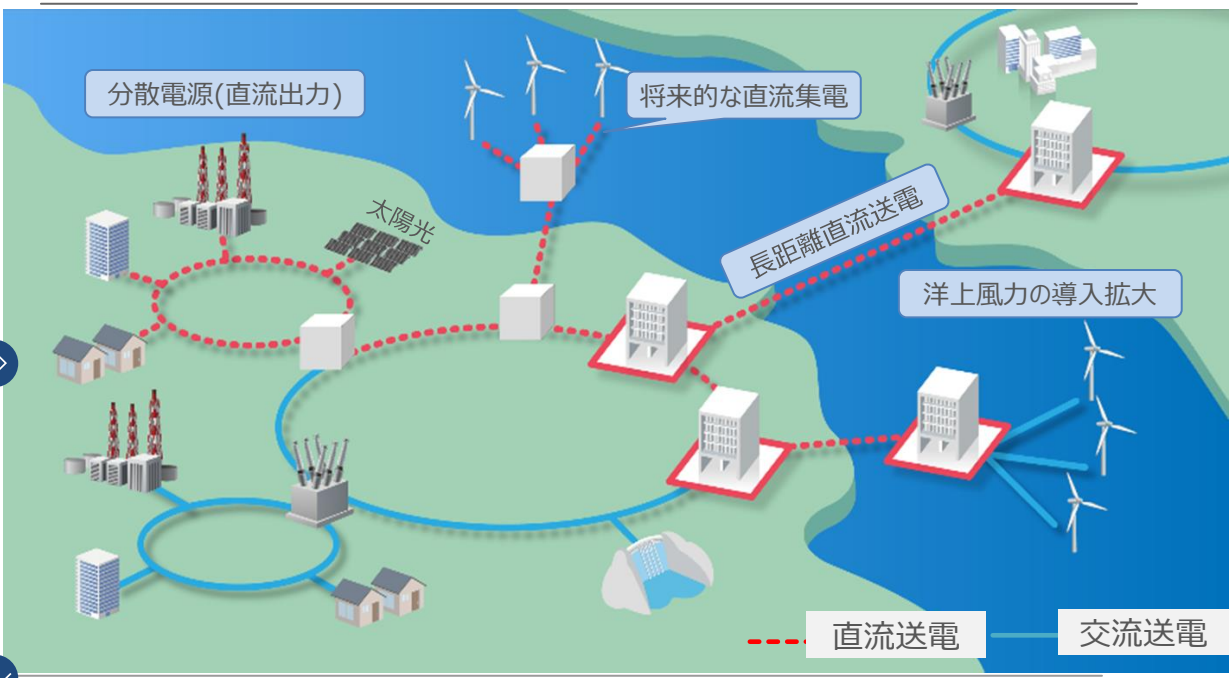 分散電源(直流出力)
将来的な直流集電
太陽光
長距離直流送電
洋上風力の導入拡大
直流送電
交流送電